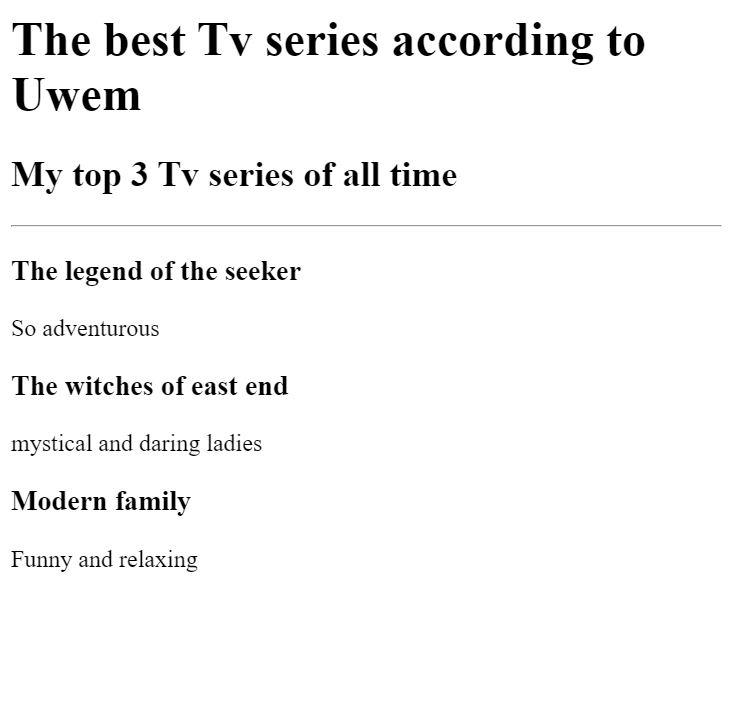 The best Tv series according to
Uwem
My top 3 Tv series of all time
The legend of the seeker
So adventurous
The witches of east end
mystical and daring ladies
Modern family
Funny and relaxing